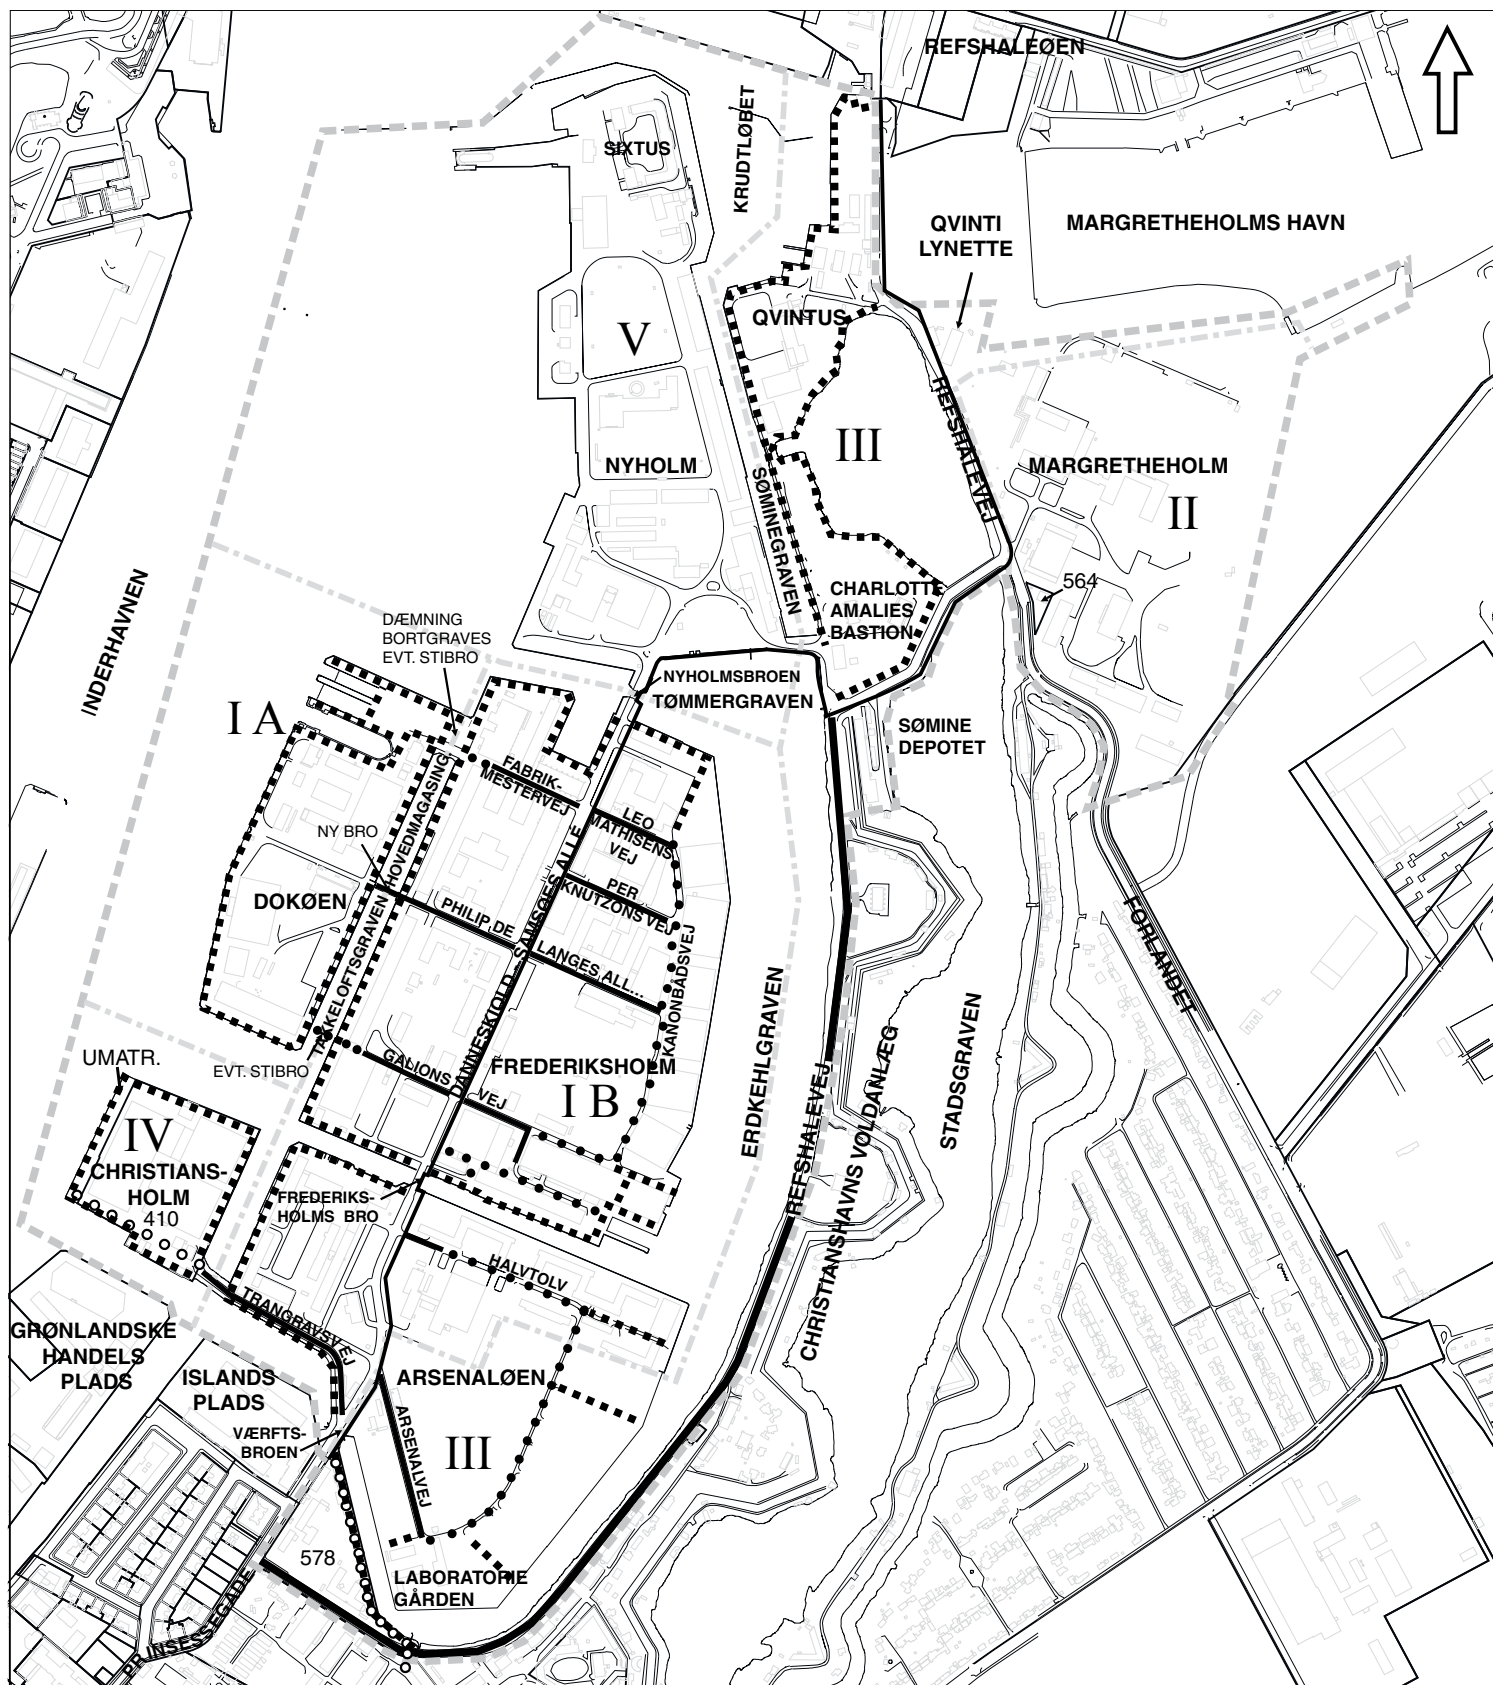 REFSHALEØEN
SIXTUS
KRUDTLØBET
QVINTI
LYNETTE
MARGRETHEHOLMS HAVN
QVINTUS
V
III
REFSHALEVEJ
NYHOLM
MARGRETHEHOLM
II
SØMINEGRAVEN
564
CHARLOTTE
AMALIES
BASTION
INDERHAVNEN
DÆMNING
BORTGRAVES
EVT. STIBRO
NYHOLMSBROEN
TØMMERGRAVEN
I A
SØMINE
DEPOTET
FABRIK-
MESTERVEJ
HOVEDMAGASING
LEO
MATHISENS
VEJ
NY BRO
PER
KNUTZONS VEJ
DOKØEN
PHILIP DE
LANGES ALL...
DANNESKIOLD - SAMSØES ALLE
TAKKELOFTSGRAVEN
KANONBÅDSVEJ
ERDKEHLGRAVEN
FORLANDET
STADSGRAVEN
UMATR.
EVT. STIBRO
GALIONS
VEJ
FREDERIKSHOLM
I B
REFSHALEVEJ
CHRISTIANSHAVNS VOLDANLÆG
IV
CHRISTIANS-
HOLM
410
FREDERIKS-
HOLMS BRO
HALVTOLV
TRANGRAVSVEJ
GRØNLANDSKE
HANDELS
PLADS
ISLANDS
PLADS
ARSENALØEN
VÆRFTS-
BROEN
ARSENALVEJ
III
578
LABORATORIE
GÅRDEN
PRINSESSEGADE